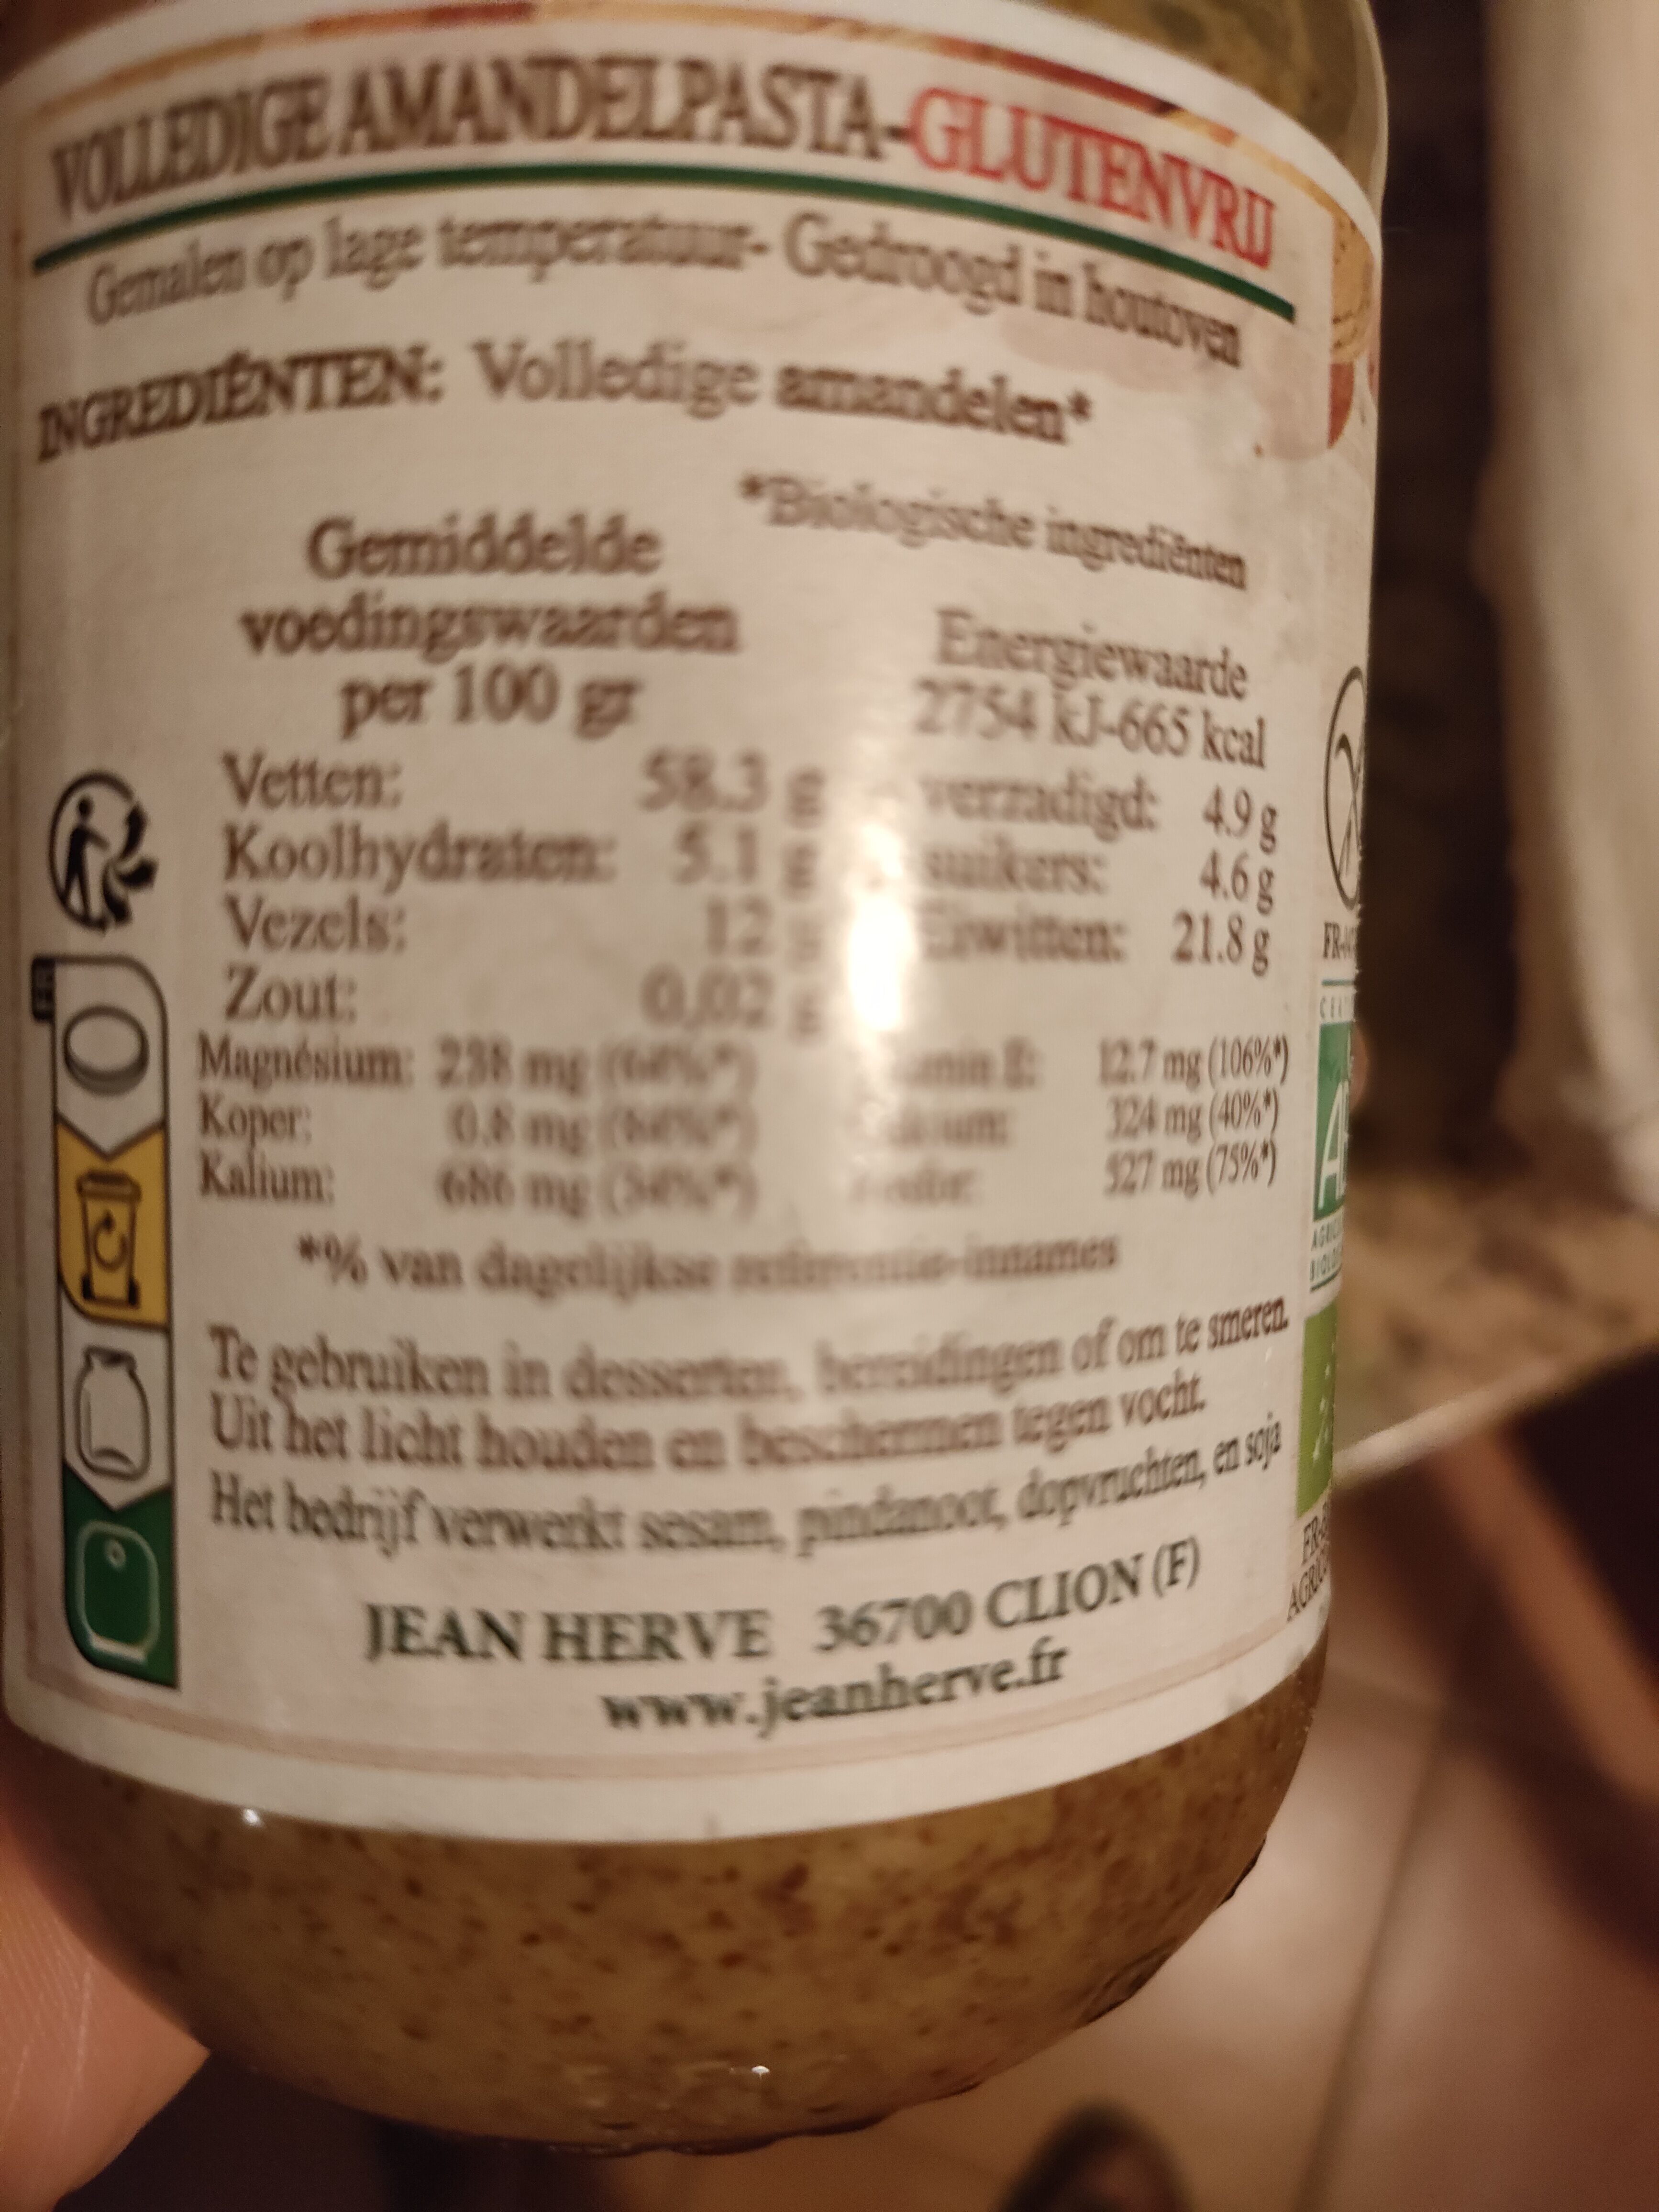 VOLLEDIGE AMANDELPASTA-GLUTENVRIJ
Gemalen op lage temperatuur- Gedroogd in houtoven
INGREDIËNTEN: Volledige amandelen*
*Biologische ingrediënten
Gemiddelde
voedingswaarden
per 100 gr
Energiewaarde
2754 kJ-665 kcal
Vetten: 58.3 g verzadigd: 4.9 g
Koolhydraten: 5.1 g suikers: 4.6 g
Vezels: 12 Eiwitten: 21.8 g
Zout: 0,02 g
Magnésium: 238 mg 12.7 mg (106%*)
Koper: 0.8 mg 324 mg (40%*)
Kalium: 686 mg 527 mg (75%*)
*% van dagelijkse referentie-innames
Te gebruiken in desserten, bereidingen of om te smeren.
Uit het licht houden en beschermen tegen vocht.
Het bedrijf verwerkt sesam, pindanoot, dopvruchten, en soja
JEAN HERVE 36700 CLION (F)
www.jeanherve.fr